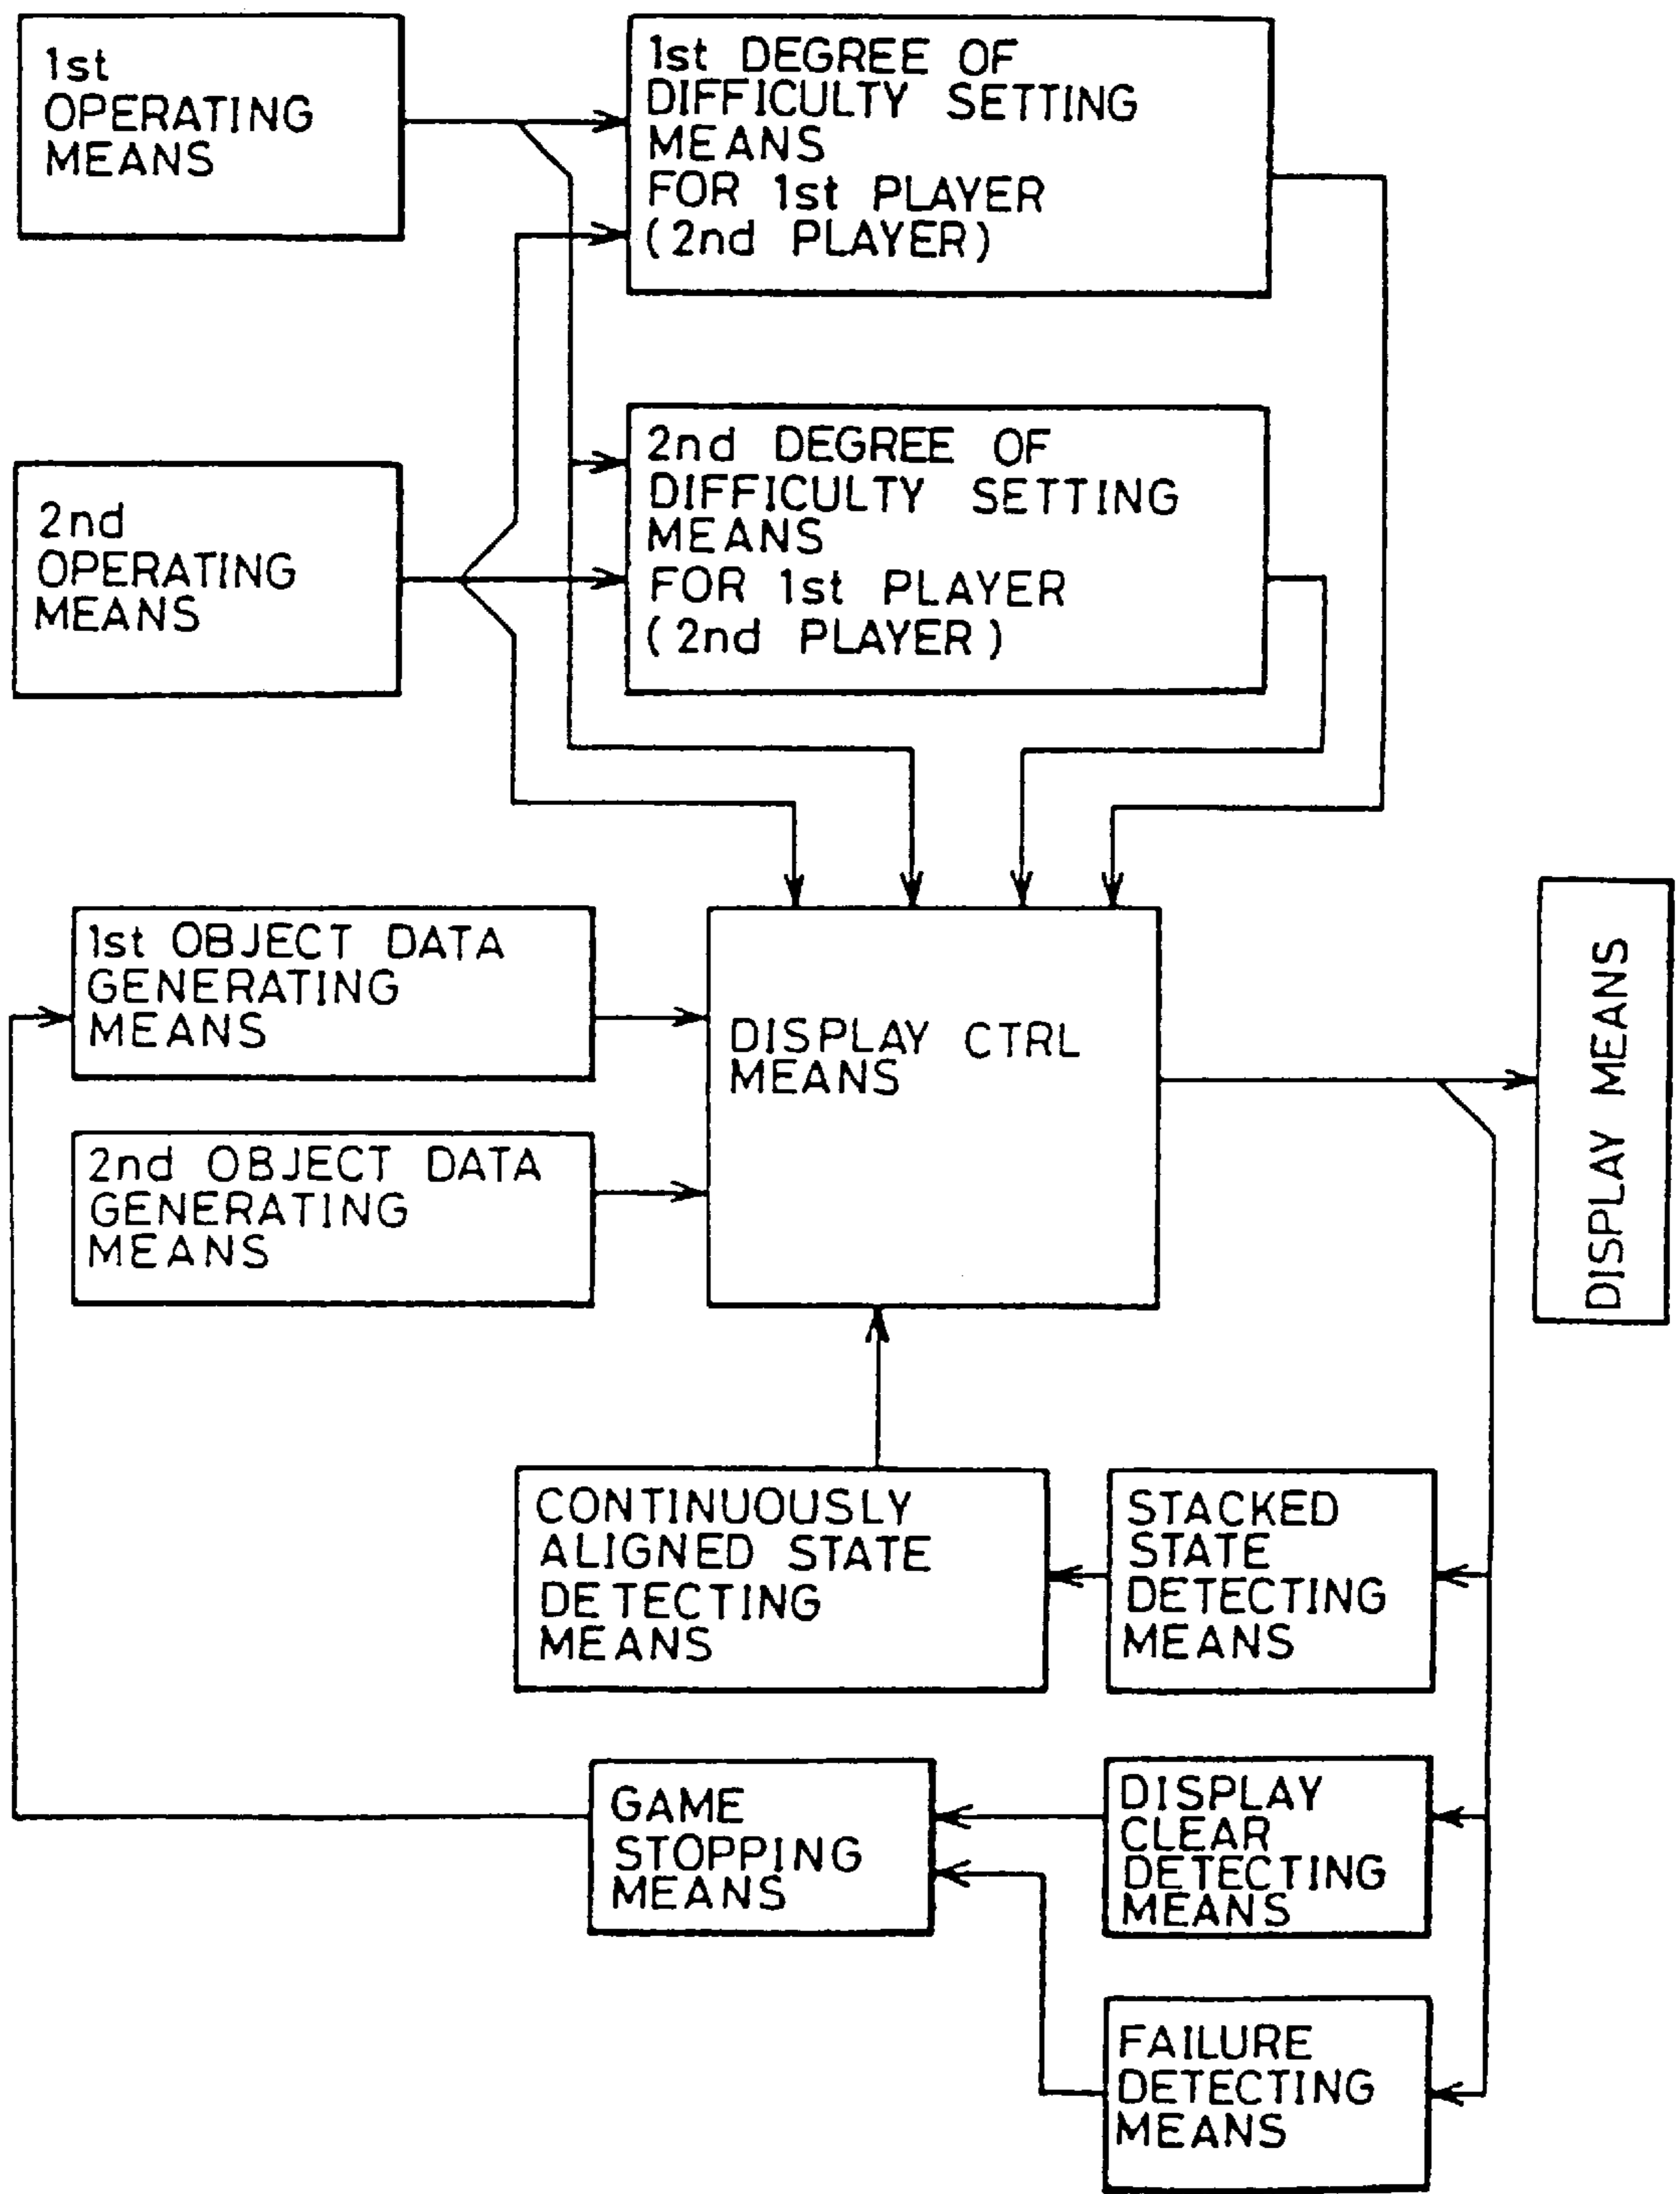 1st
OPERATING
MEANS
1st DEGREE OF
DIFFICULTY SETTING
MEANS
FOR 1st PLAYER
(2nd PLAYER)
2nd
OPERATING
MEANS
2nd DEGREE OF
DIFFICULTY SETTING
MEANS
FOR 1st PLAYER
(2nd PLAYER)
1st OBJECT DATA
GENERATING
MEANS
2nd OBJECT DATA
GENERATING
MEANS
DISPLAY CTRL
MEANS
DISPLAY MEANS
CONTINUOUSLY
ALIGNED STATE
DETECTING
MEANS
STACKED
STATE
DETECTING
MEANS
GAME
STOPPING
MEANS
DISPLAY
CLEAR
DETECTING
MEANS
FAILURE
DETECTING
MEANS